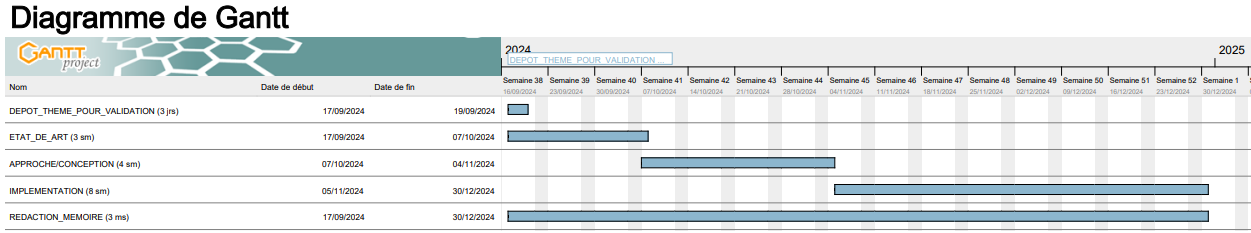 Diagramme de Gantt
GANTT project
2024 2025
DEPOT_THEME_POUR_VALIDATION ...
Semaine 38 Semaine 39 Semaine 40 Semaine 41 Semaine 42 Semaine 43 Semaine 44 Semaine 45 Semaine 46 Semaine 47 Semaine 48 Semaine 49 Semaine 50 Semaine 51 Semaine 52 Semaine 1
Nom Date de début Date de fin
16/09/2024 23/09/2024 30/09/2024 07/10/2024 14/10/2024 21/10/2024 28/10/2024 04/11/2024 11/11/2024 18/11/2024 25/11/2024 02/12/2024 09/12/2024 16/12/2024 23/12/2024 30/12/2024
DEPOT_THEME_POUR_VALIDATION (3 jrs) 17/09/2024 19/09/2024
ETAT_DE_ART (3 sm) 17/09/2024 07/10/2024
APPROCHE/CONCEPTION (4 sm) 07/10/2024 04/11/2024
IMPLEMENTATION (8 sm) 05/11/2024 30/12/2024
REDACTION_MEMOIRE (3 ms) 17/09/2024 30/12/2024